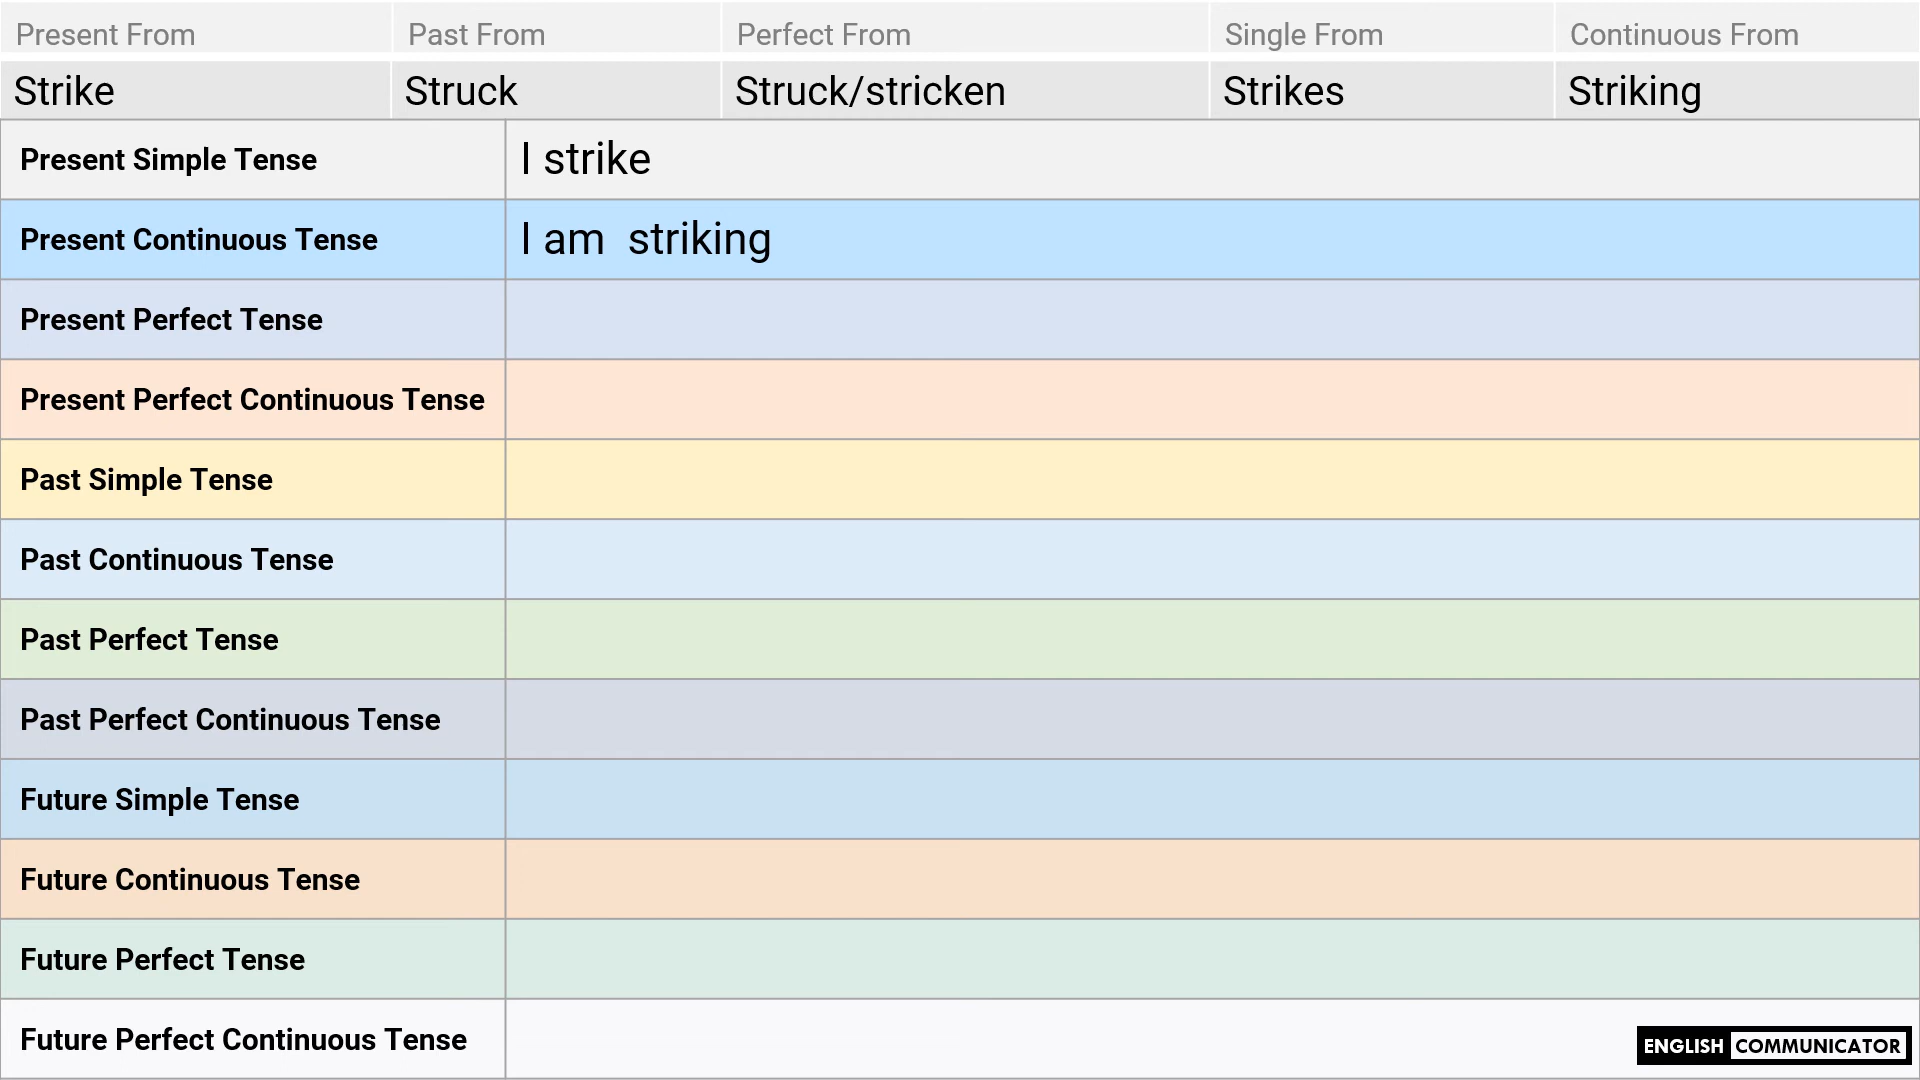 Present From Past From Perfect From Single From Continuous From
Strike Struck Struck/stricken Strikes Striking
Present Simple Tense I strike
Present Continuous Tense I am  striking
Present Perfect Tense
Present Perfect Continuous Tense
Past Simple Tense
Past Continuous Tense
Past Perfect Tense
Past Perfect Continuous Tense
Future Simple Tense
Future Continuous Tense
Future Perfect Tense
Future Perfect Continuous Tense
ENGLISH COMMUNICATOR